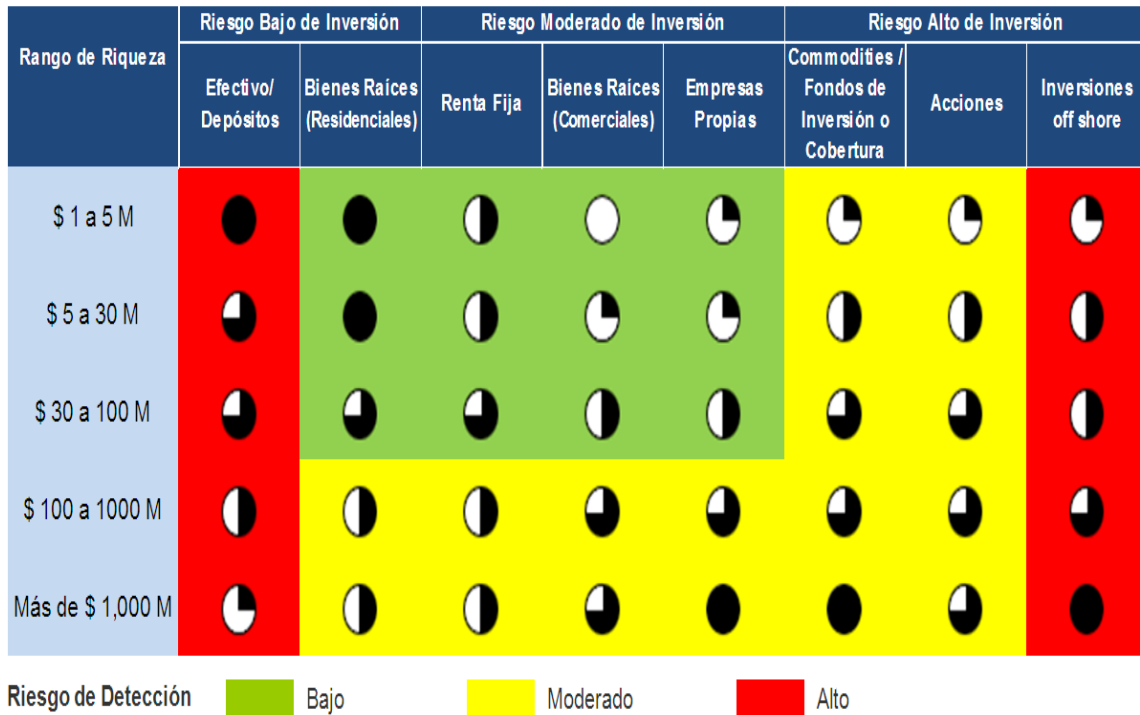 Rango de Riqueza
Riesgo Bajo de Inversión
Riesgo Moderado de Inversión
Riesgo Alto de Inversión
Efectivo/
Depósitos
Bienes Raíces
(Residenciales)
Renta Fija
Bienes Raíces
(Comerciales)
Empresas
Propias
Commodities /
Fondos de
Inversión o
Cobertura
Acciones
Inversiones
off shore
$ 1 a 5 M
$ 5 a 30 M
$ 30 a 100 M
$ 100 a 1000 M
Más de $ 1,000 M
Riesgo de Detección
Bajo
Moderado
Alto